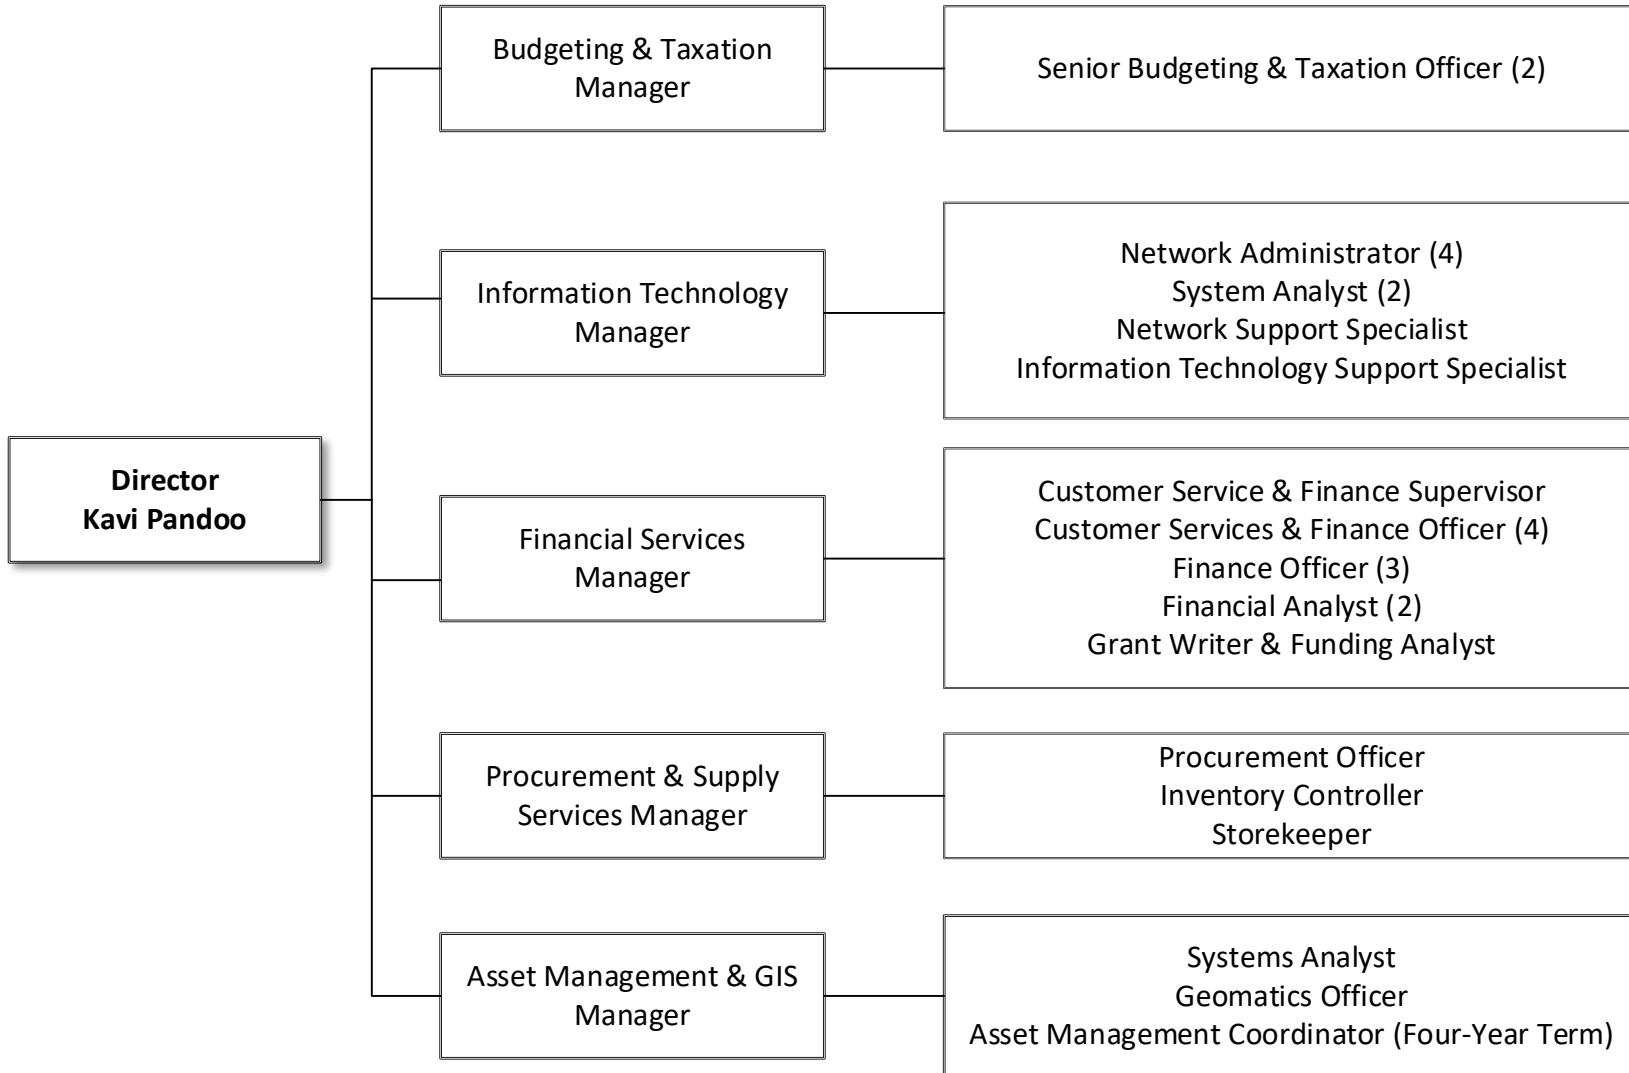 Budgeting & Taxation
Manager
Senior Budgeting & Taxation Officer (2)
Information Technology
Manager
Network Administrator (4)
System Analyst (2)
Network Support Specialist
Information Technology Support Specialist
Director
Kavi Pandoo
Financial Services
Manager
Customer Service & Finance Supervisor
Customer Services & Finance Officer (4)
Finance Officer (3)
Financial Analyst (2)
Grant Writer & Funding Analyst
Procurement & Supply
Services Manager
Procurement Officer
Inventory Controller
Storekeeper
Asset Management & GIS
Manager
Systems Analyst
Geomatics Officer
Asset Management Coordinator (Four-Year Term)